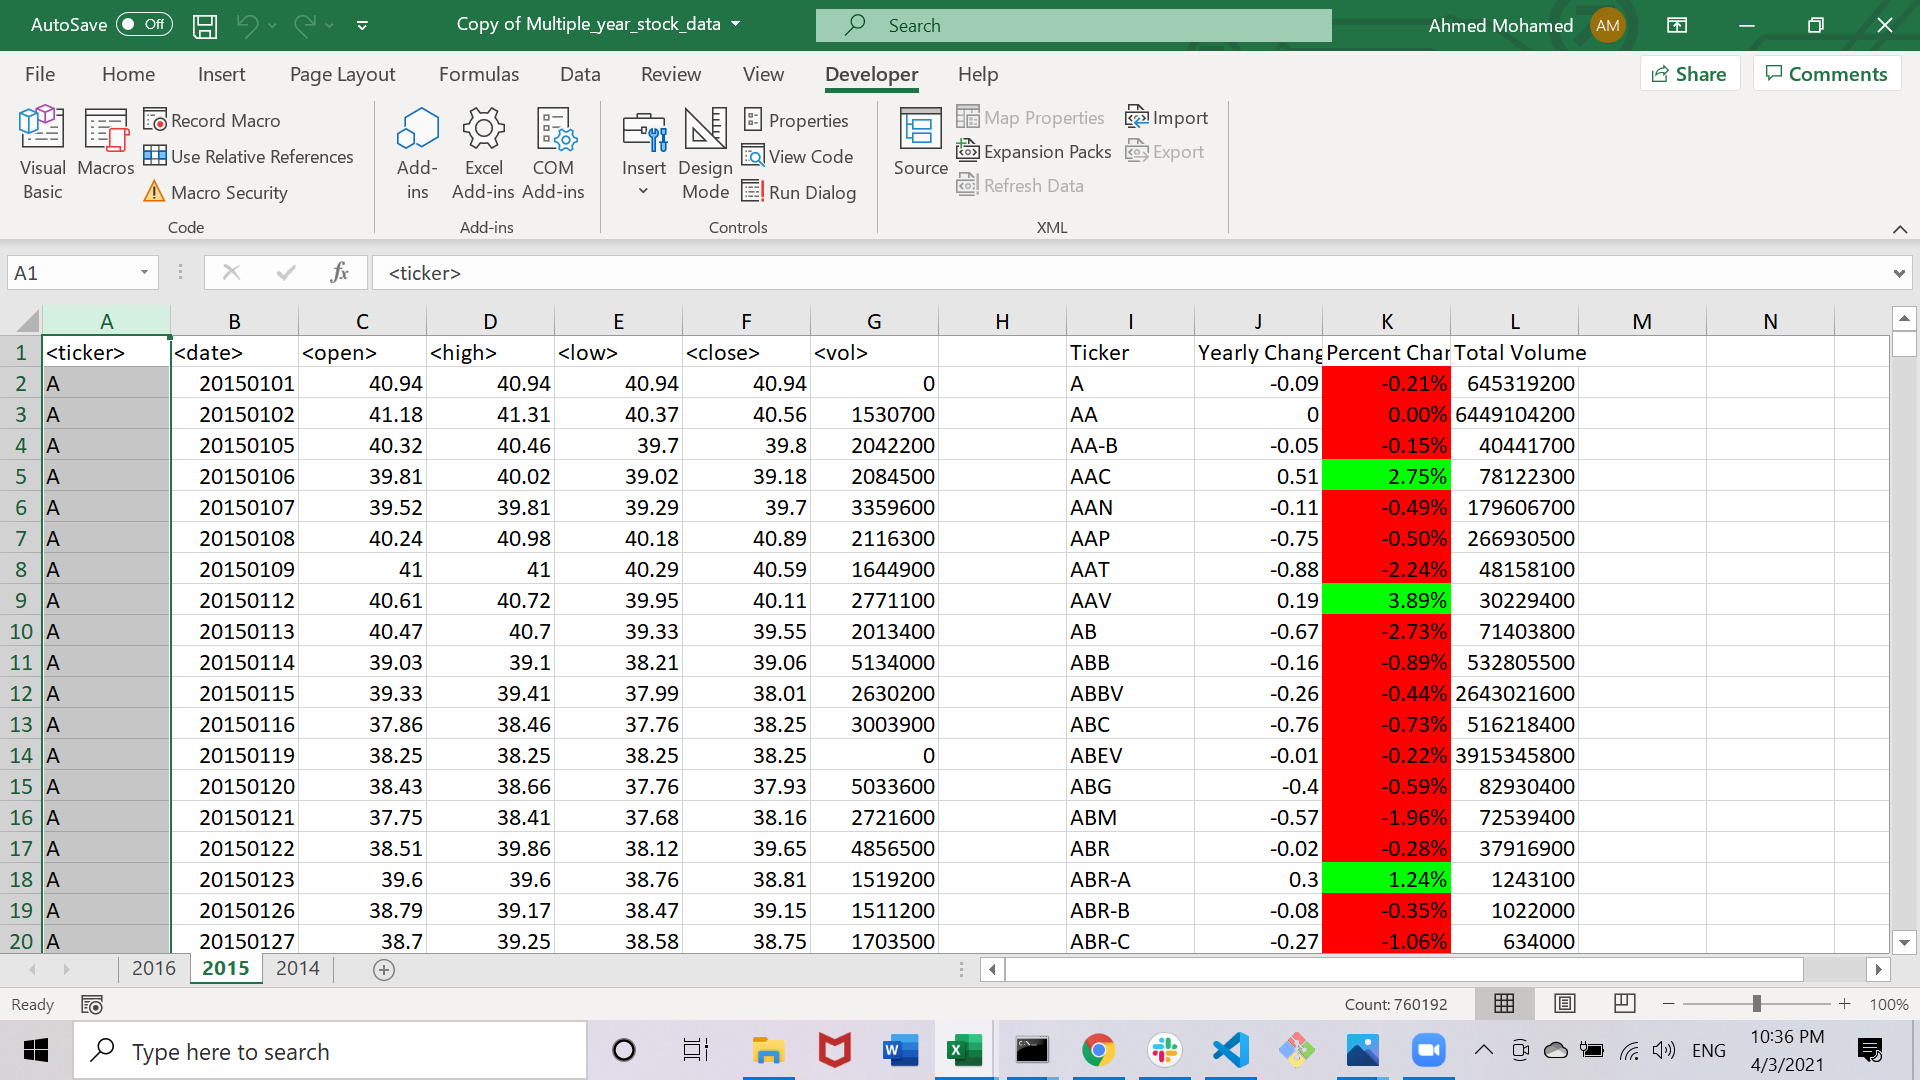 AutoSave Off Copy of Multiple_year_stock_data Search Ahmed Mohamed AM
File Home Insert Page Layout Formulas Data Review View Developer Help Share Comments
Visual Basic Macros Record Macro Use Relative References Macro Security
Add-ins Excel Add-ins COM Add-ins
Insert Design Mode Properties View Code Run Dialog
Source Map Properties Expansion Packs Refresh Data Import Export
Code Add-ins Controls XML
A1 fx <ticker>
A B C D E F G H I J K L M N
1 <ticker> <date> <open> <high> <low> <close> <vol> Ticker Yearly Chang Percent Char Total Volume
2 A 20150101 40.94 40.94 40.94 40.94 0 A -0.09 -0.21% 645319200
3 A 20150102 41.18 41.31 40.37 40.56 1530700 AA 0 0.00% 6449104200
4 A 20150105 40.32 40.46 39.7 39.8 2042200 AA-B -0.05 -0.15% 40441700
5 A 20150106 39.81 40.02 39.02 39.18 2084500 AAC 0.51 2.75% 78122300
6 A 20150107 39.52 39.81 39.29 39.7 3359600 AAN -0.11 -0.49% 179606700
7 A 20150108 40.24 40.98 40.18 40.89 2116300 AAP -0.75 -0.50% 266930500
8 A 20150109 41 41 40.29 40.59 1644900 AAT -0.88 -2.24% 48158100
9 A 20150112 40.61 40.72 39.95 40.11 2771100 AAV 0.19 3.89% 30229400
10 A 20150113 40.47 40.7 39.33 39.55 2013400 AB -0.67 -2.73% 71403800
11 A 20150114 39.03 39.1 38.21 39.06 5134000 ABB -0.16 -0.89% 532805500
12 A 20150115 39.33 39.41 37.99 38.01 2630200 ABBV -0.26 -0.44% 2643021600
13 A 20150116 37.86 38.46 37.76 38.25 3003900 ABC -0.76 -0.73% 516218400
14 A 20150119 38.25 38.25 38.25 38.25 0 ABEV -0.01 -0.22% 3915345800
15 A 20150120 38.43 38.66 37.76 37.93 5033600 ABG -0.4 -0.59% 82930400
16 A 20150121 37.75 38.41 37.68 38.16 2721600 ABM -0.57 -1.96% 72539400
17 A 20150122 38.51 39.86 38.12 39.65 4856500 ABR -0.02 -0.28% 37916900
18 A 20150123 39.6 39.6 38.76 38.81 1519200 ABR-A 0.3 1.24% 1243100
19 A 20150126 38.79 39.17 38.47 39.15 1511200 ABR-B -0.08 -0.35% 1022000
20 A 20150127 38.7 39.25 38.58 38.75 1703500 ABR-C -0.27 -1.06% 634000
2016 2015 2014
Ready Count: 760192 100%
Type here to search ENG 10:36 PM
4/3/2021